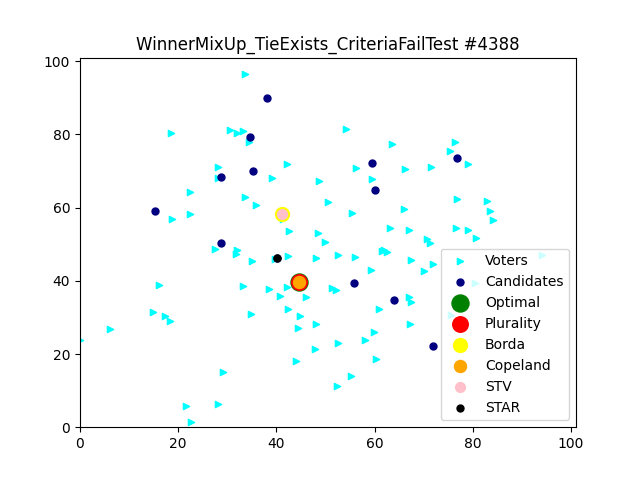 WinnerMixUp_TieExists_CriteriaFailTest #4388
100
80
60
40
20
0
0 20 40 60 80 100
Voters
Candidates
Optimal
Plurality
Borda
Copeland
STV
STAR